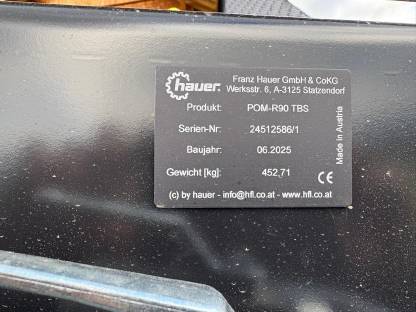 hauer.
Franz Hauer GmbH & CoKG
Werksstr. 6, A-3125 Statzendorf
Produkt: POM-R90 TBS
Serien-Nr: 24512586/1
Baujahr: 06.2025
Gewicht [kg]: 452,71
CE
Made in Austria
(c) by hauer - info@hfl.co.at - www.hfl.co.at